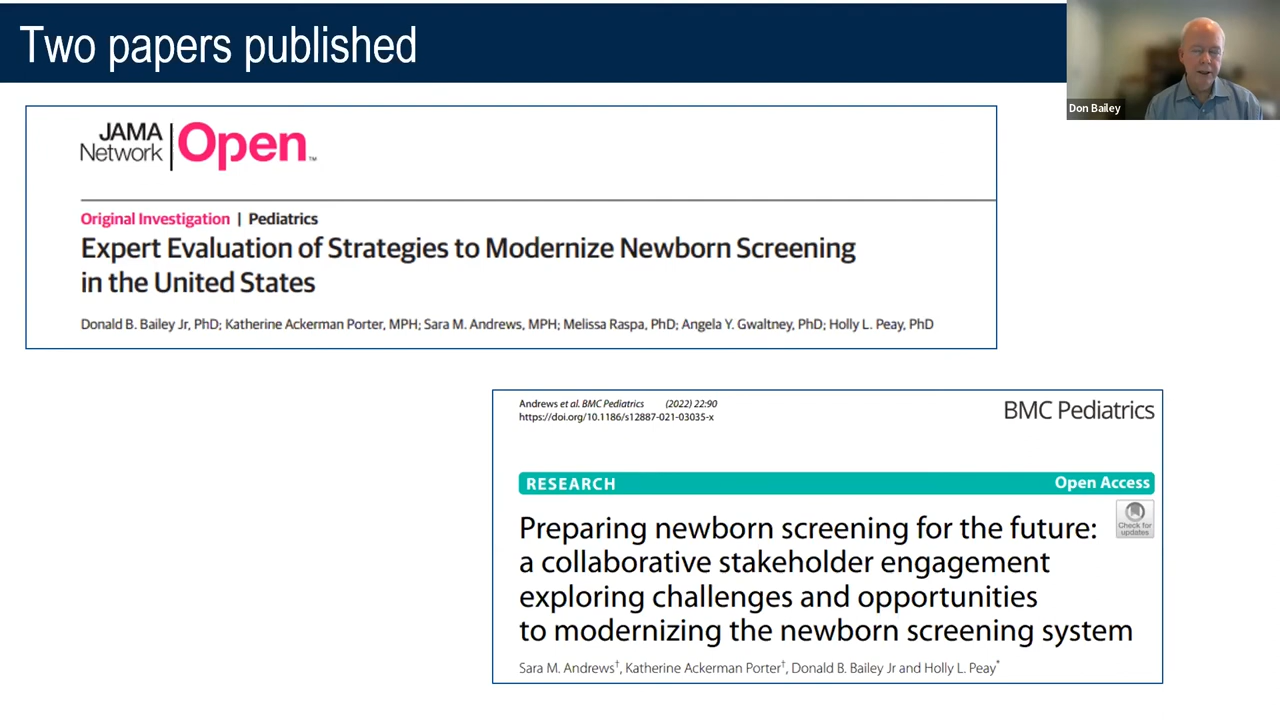 Two papers published
Don Bailey
JAMA
Network
Open™
Original Investigation | Pediatrics
Expert Evaluation of Strategies to Modernize Newborn Screening
in the United States
Donald B. Bailey Jr, PhD; Katherine Ackerman Porter, MPH; Sara M. Andrews, MPH; Melissa Raspa, PhD; Angela Y. Gwaltney, PhD; Holly L. Peay, PhD
Andrews et al. BMC Pediatrics (2022) 22:90
https://doi.org/10.1186/s12887-021-03035-x
BMC Pediatrics
RESEARCH Open Access
Check for
updates
Preparing newborn screening for the future:
a collaborative stakeholder engagement
exploring challenges and opportunities
to modernizing the newborn screening system
Sara M. Andrews†, Katherine Ackerman Porter†, Donald B. Bailey Jr and Holly L. Peay*